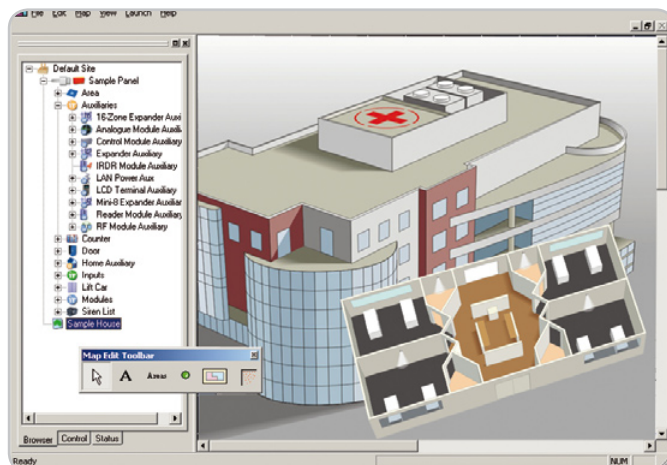 File Edit Map View Launch Help
Default Site
Sample Panel
Area
Auxiliaries
16-Zone Expander Auxi
Analogue Module Auxili
Control Module Auxilia
Expander Auxiliary
IRDR Module Auxiliary
LAN Power Aux
LCD Terminal Auxiliary
Mini-8 Expander Auxilia
Reader Module Auxiliary
RF Module Auxiliary
Counter
Door
Home Auxiliary
Inputs
Lift Car
Modules
Siren List
Sample House
Map Edit Toolbar
A Areas
Browser Control Status
Ready NUM